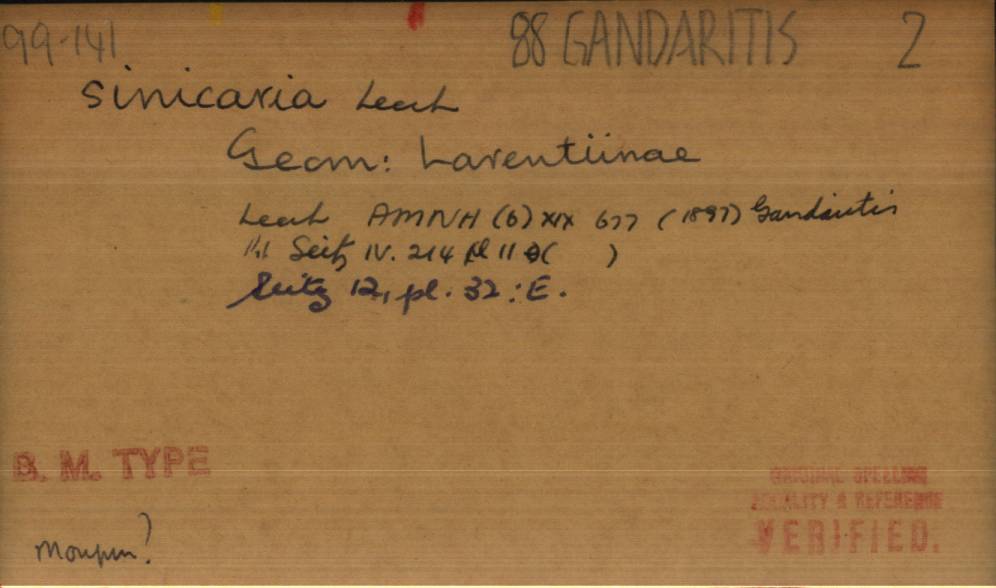 99-141 88 GANDARITIS 2
sinicaria Leech
Geom: Larentiinae
Leech AMNH (6) XIX 677 (1897) Gandaritis
Seitz IV. 214 pl 11 ( )
Seitz 12, pl. 32: E.
B. M. TYPE
ORIGINAL SPELLING
LOCALITY & REFERENCE
VERIFIED.
Moupin?